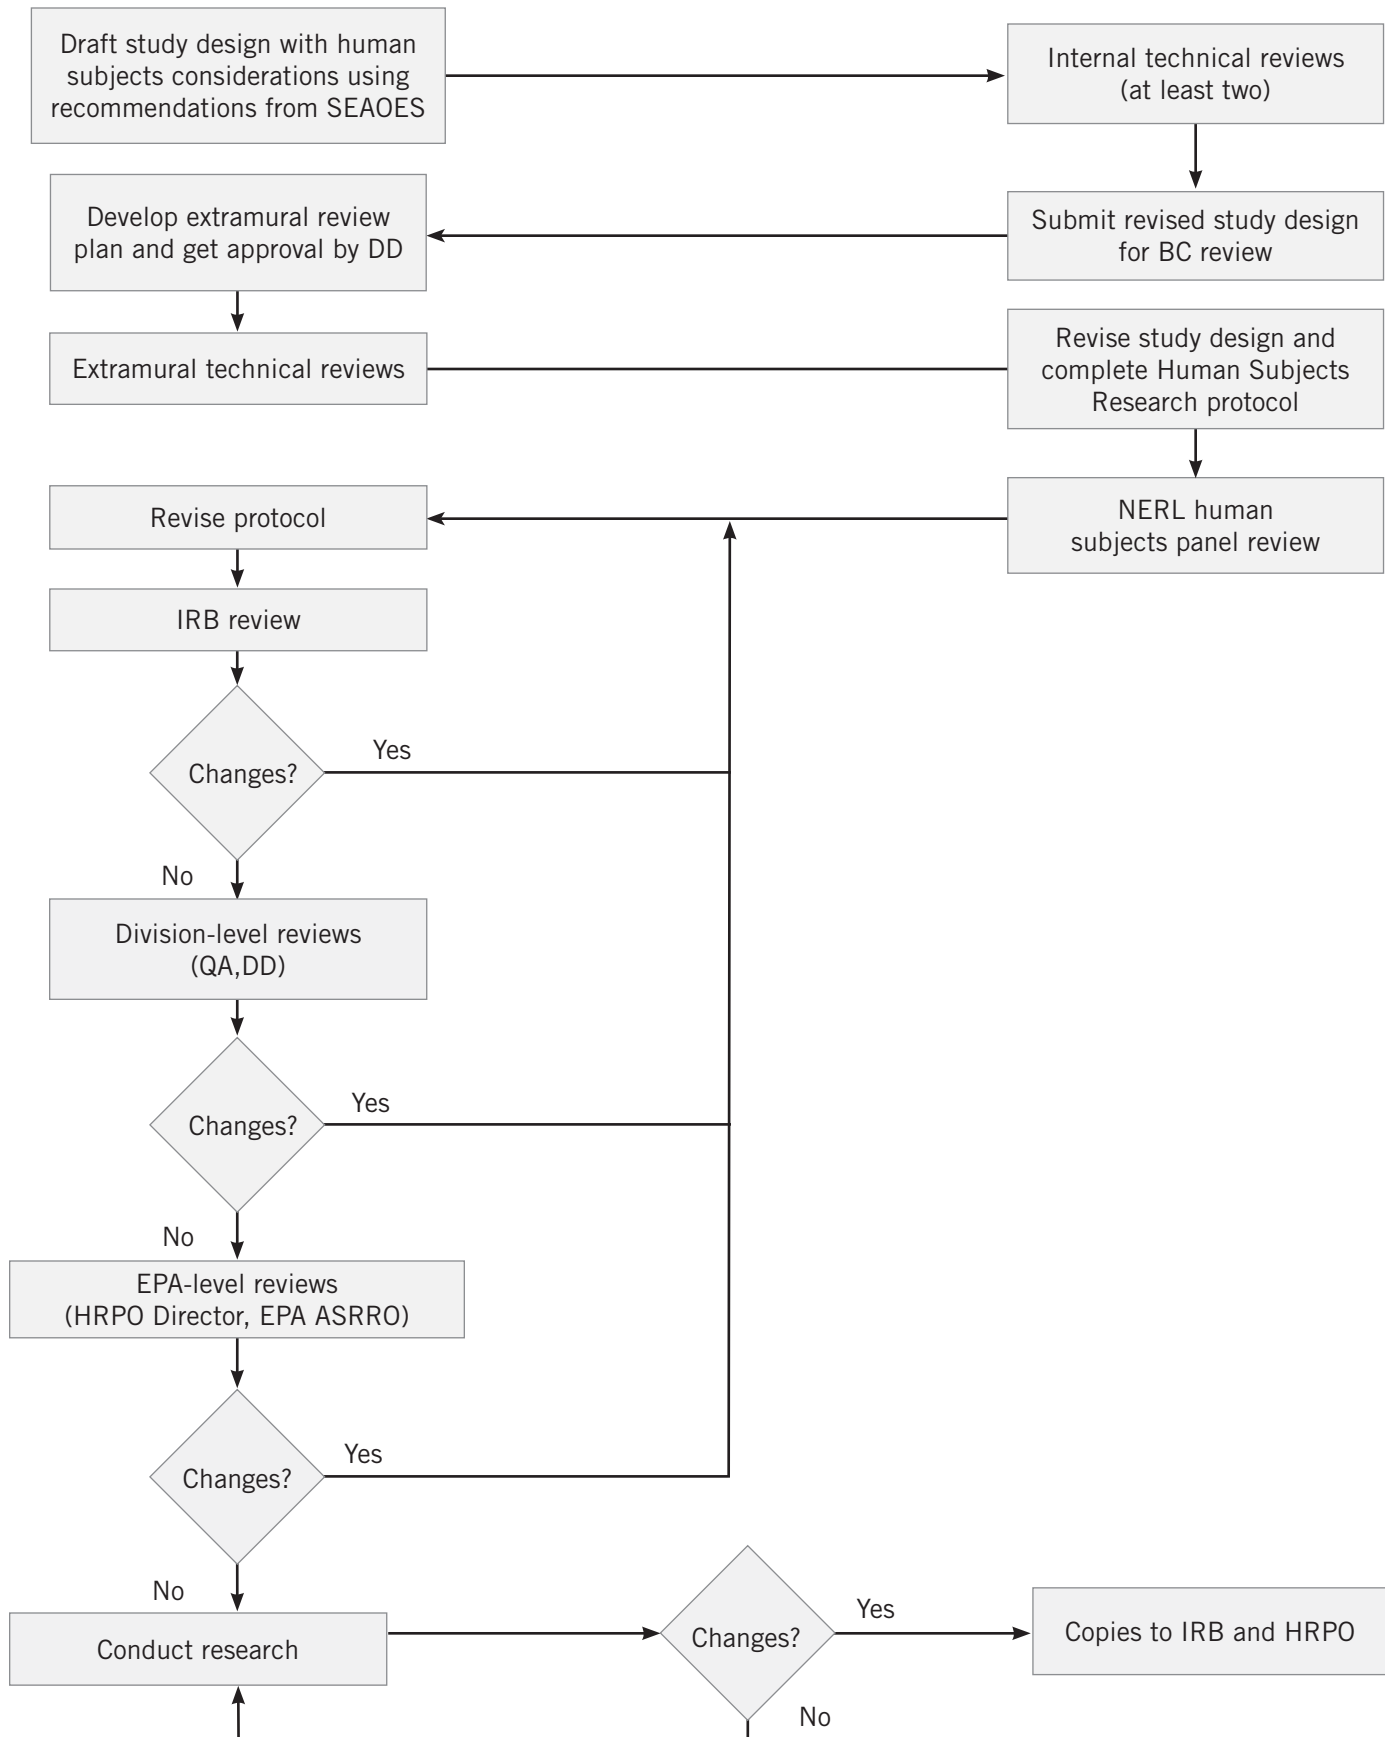 Draft study design with human
subjects considerations using
recommendations from SEAOES
Internal technical reviews
(at least two)
Submit revised study design
for BC review
Develop extramural review
plan and get approval by DD
Extramural technical reviews
Revise study design and
complete Human Subjects
Research protocol
NERL human
subjects panel review
Revise protocol
IRB review
Changes?
Yes
No
Division-level reviews
(QA,DD)
Changes?
Yes
No
EPA-level reviews
(HRPO Director, EPA ASRRO)
Changes?
Yes
No
Conduct research
Changes?
Yes
Copies to IRB and HRPO
No